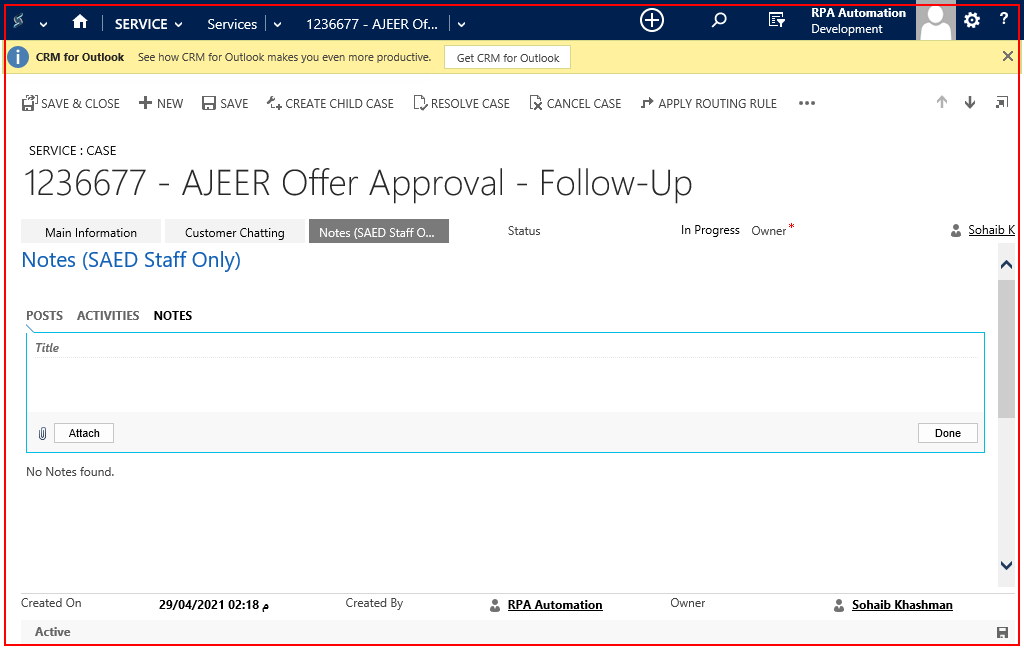 SERVICE Services 1236677 - AJEER Of... RPA Automation
Development ?
CRM for Outlook See how CRM for Outlook makes you even more productive. Get CRM for Outlook
SAVE & CLOSE NEW SAVE CREATE CHILD CASE RESOLVE CASE CANCEL CASE APPLY ROUTING RULE
SERVICE : CASE
1236677 - AJEER Offer Approval - Follow-Up
Main Information Customer Chatting Notes (SAED Staff O... Status In Progress Owner* Sohaib K
Notes (SAED Staff Only)
POSTS ACTIVITIES NOTES
Title
Attach Done
No Notes found.
Created On 29/04/2021 02:18 م Created By RPA Automation Owner Sohaib Khashman
Active